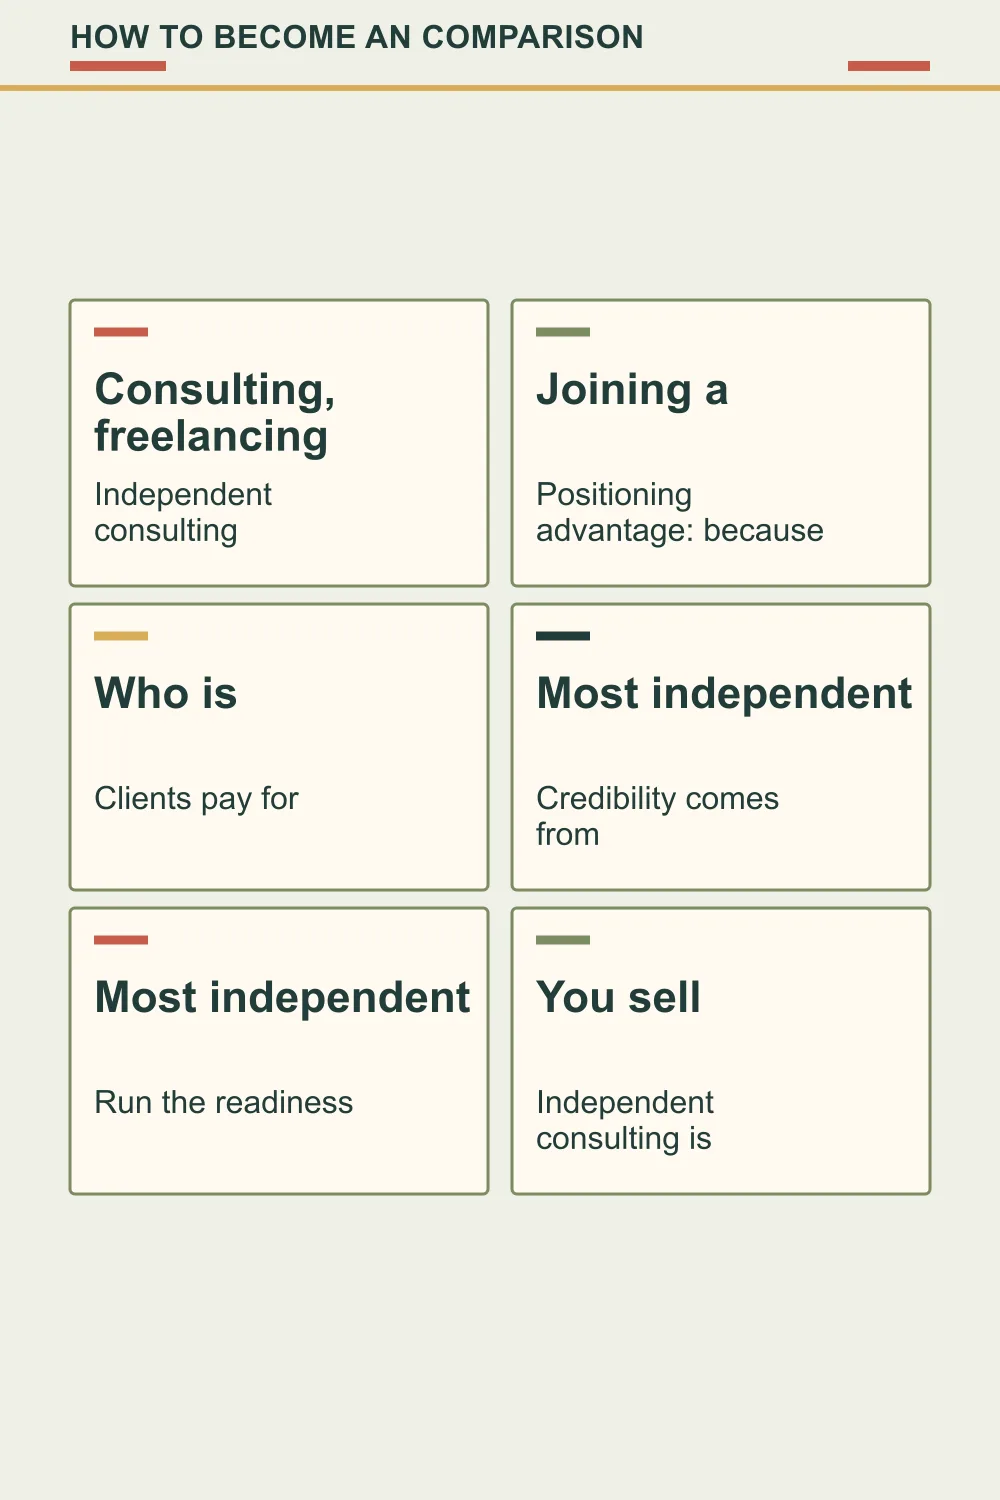 HOW TO BECOME AN COMPARISON
Consulting,
freelancing
Independent
consulting
Joining a
Positioning
advantage: because
Who is
Clients pay for
Most independent
Credibility comes
from
Most independent
Run the readiness
You sell
Independent
consulting is